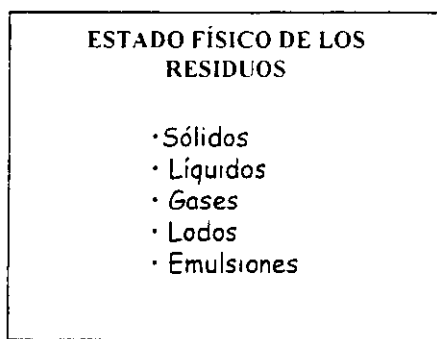 ESTADO FÍSICO DE LOS
RESIDUOS
· Sólidos
· Líquidos
· Gases
· Lodos
· Emulsiones